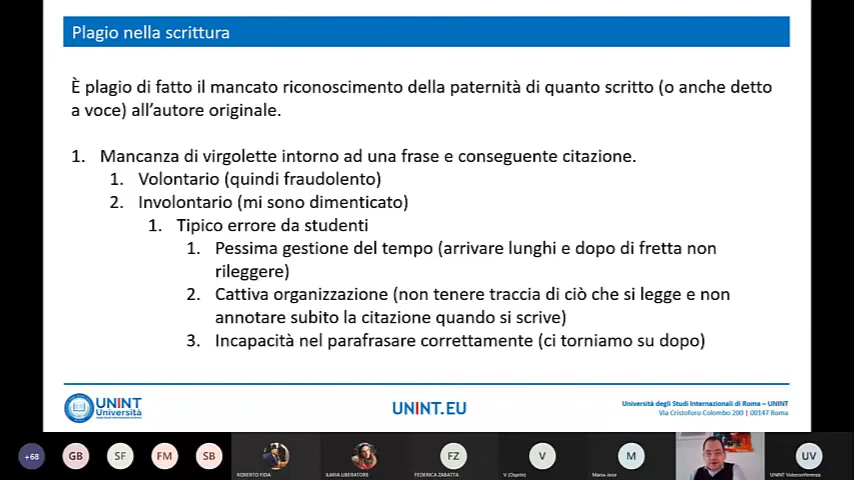 Plagio nella scrittura
È plagio di fatto il mancato riconoscimento della paternità di quanto scritto (o anche detto
a voce) all'autore originale.
1. Mancanza di virgolette intorno ad una frase e conseguente citazione.
1. Volontario (quindi fraudolento)
2. Involontario (mi sono dimenticato)
1. Tipico errore da studenti
1. Pessima gestione del tempo (arrivare lunghi e dopo di fretta non
rileggere)
2. Cattiva organizzazione (non tenere traccia di ciò che si legge e non
annotare subito la citazione quando si scrive)
3. Incapacità nel parafrasare correttamente (ci torniamo su dopo)
UNINT
Università
UNINT.EU
Università degli Studi Internazionali di Roma – UNINT
Via Cristoforo Colombo 200 | 00147 Roma
+68
GB
SF
FM
SB
FZ
V
M
UV
ROBERTO FIDA
ILARIA LIBERATORE
FEDERICA ZABATTA
V (Ospite)
Maria-Jose
UNINT Videoconferenza